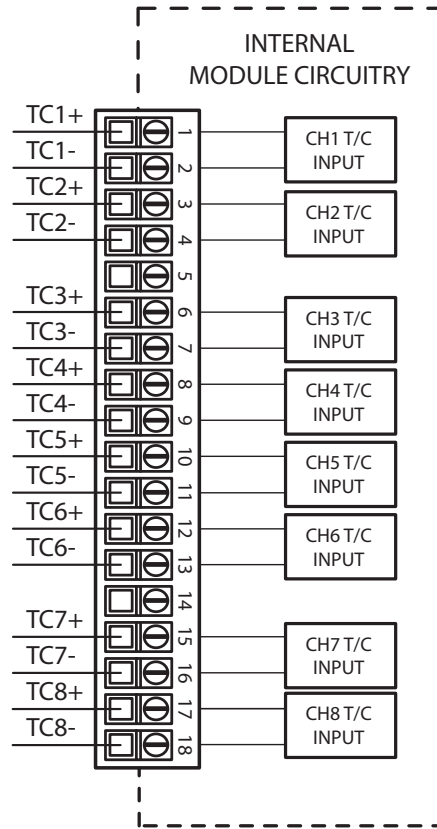 INTERNAL
MODULE CIRCUITRY
TC1+
1
CH1 T/C
INPUT
TC1-
2
TC2+
3
CH2 T/C
INPUT
TC2-
4
5
TC3+
6
CH3 T/C
INPUT
TC3-
7
TC4+
8
CH4 T/C
INPUT
TC4-
9
TC5+
10
CH5 T/C
INPUT
TC5-
11
TC6+
12
CH6 T/C
INPUT
TC6-
13
14
TC7+
15
CH7 T/C
INPUT
TC7-
16
TC8+
17
CH8 T/C
INPUT
TC8-
18